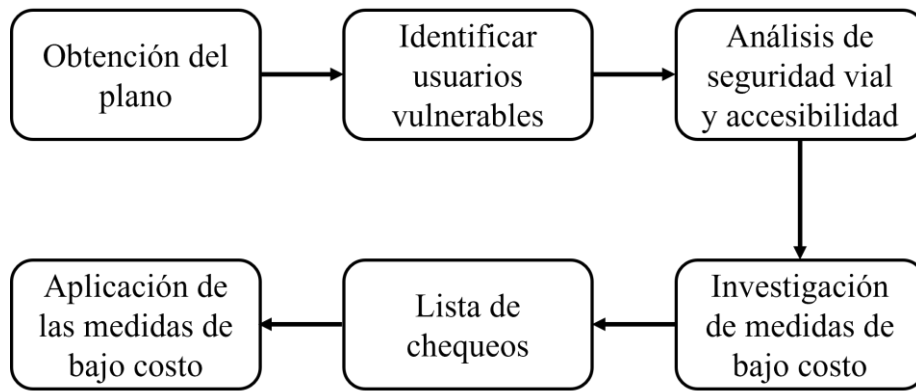 Obtención del
plano
Identificar
usuarios
vulnerables
Análisis de
seguridad vial
y accesibilidad
Investigación
de medidas de
bajo costo
Lista de
chequeos
Aplicación de
las medidas de
bajo costo